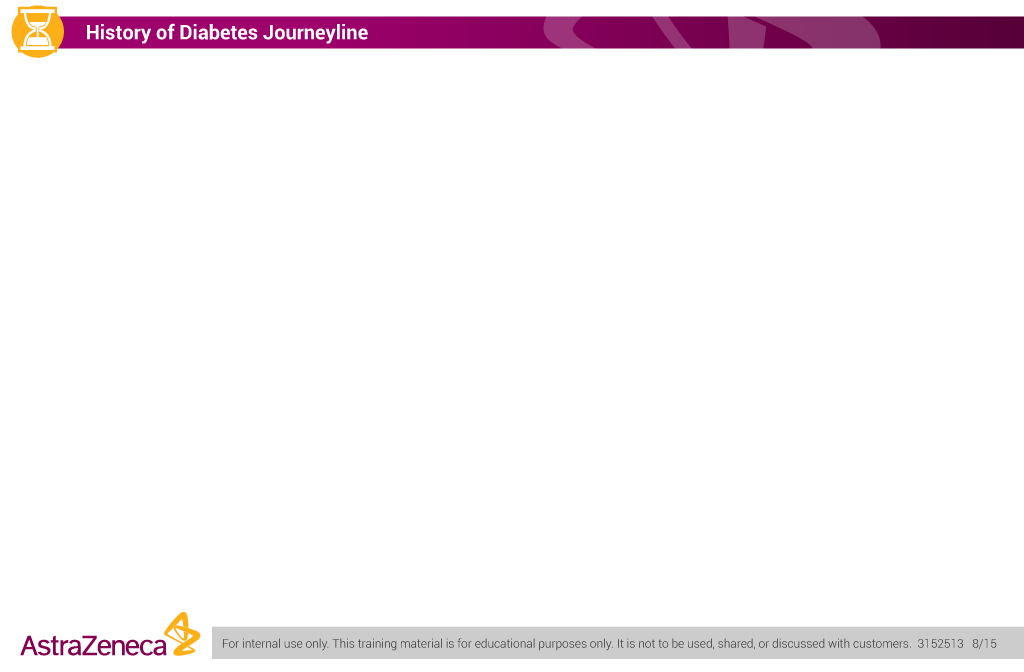 History of Diabetes Journeyline
AstraZeneca
For internal use only. This training material is for educational purposes only. It is not to be used, shared, or discussed with customers. 3152513 8/15